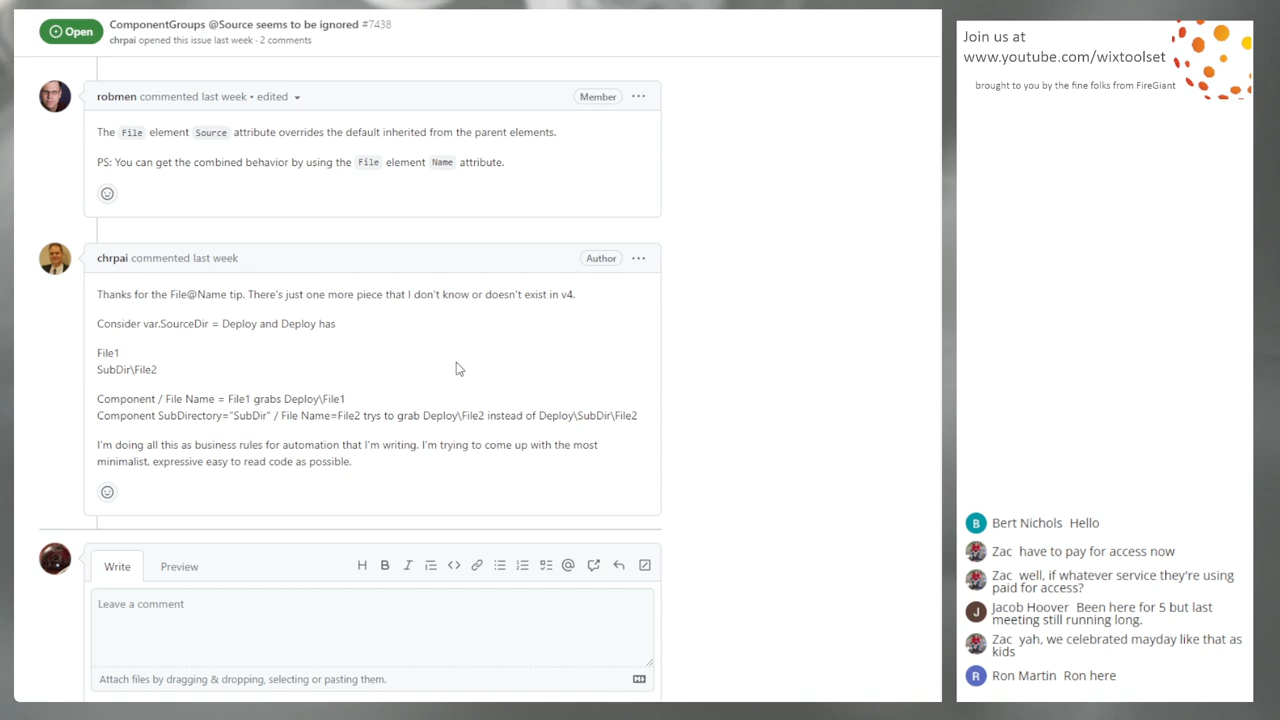 Open
ComponentGroups @Source seems to be ignored #7438
chrpai opened this issue last week · 2 comments
robmen commented last week • edited
Member
The File element Source attribute overrides the default inherited from the parent elements.
PS: You can get the combined behavior by using the File element Name attribute.
chrpai commented last week
Author
Thanks for the File@Name tip. There's just one more piece that I don't know or doesn't exist in v4.
Consider var.SourceDir = Deploy and Deploy has
File1
SubDir\File2
Component / File Name = File1 grabs Deploy\File1
Component SubDirectory="SubDir" / File Name=File2 trys to grab Deploy\File2 instead of Deploy\SubDir\File2
I'm doing all this as business rules for automation that I'm writing. I'm trying to come up with the most
minimalist, expressive easy to read code as possible.
Write
Preview
Leave a comment
Attach files by dragging & dropping, selecting or pasting them.
Join us at
www.youtube.com/wixtoolset
brought to you by the fine folks from FireGiant
B Bert Nichols Hello
Zac have to pay for access now
Zac well, if whatever service they're using
paid for access?
J Jacob Hoover Been here for 5 but last
meeting still running long.
Zac yah, we celebrated mayday like that as
kids
R Ron Martin Ron here